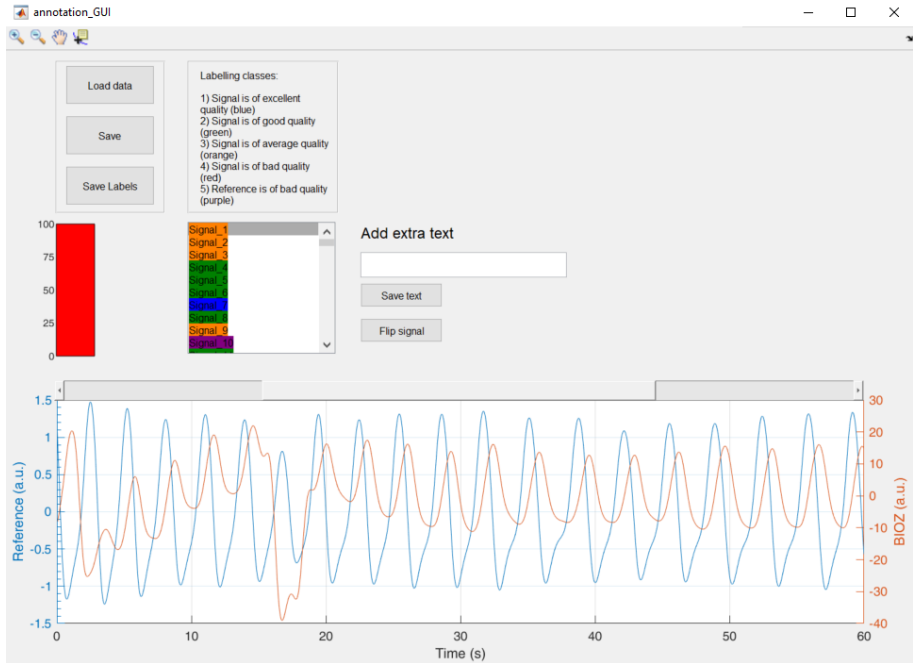 annotation_GUI
Load data
Save
Save Labels
Labelling classes:
1) Signal is of excellent
quality (blue)
2) Signal is of good quality
(green)
3) Signal is of average quality
(orange)
4) Signal is of bad quality
(red)
5) Reference is of bad quality
(purple)
100
75
50
25
0
Signal_1
Signal_2
Signal_3
Signal_4
Signal_5
Signal_6
Signal_7
Signal_8
Signal_9
Signal_10
Add extra text
Save text
Flip signal
1.5
1
0.5
0
-0.5
-1
-1.5
Reference (a.u.)
30
20
10
0
-10
-20
-30
-40
BIOZ (a.u.)
0 10 20 30 40 50 60
Time (s)